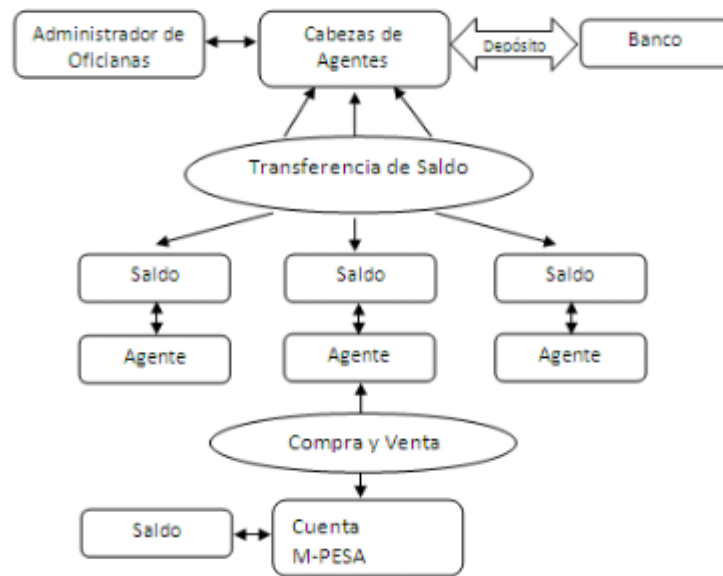 Administrador de
Oficianas
Cabezas de
Agentes
Depósito
Banco
Transferencia de Saldo
Saldo
Saldo
Saldo
Agente
Agente
Agente
Compra y Venta
Saldo
Cuenta
M-PESA